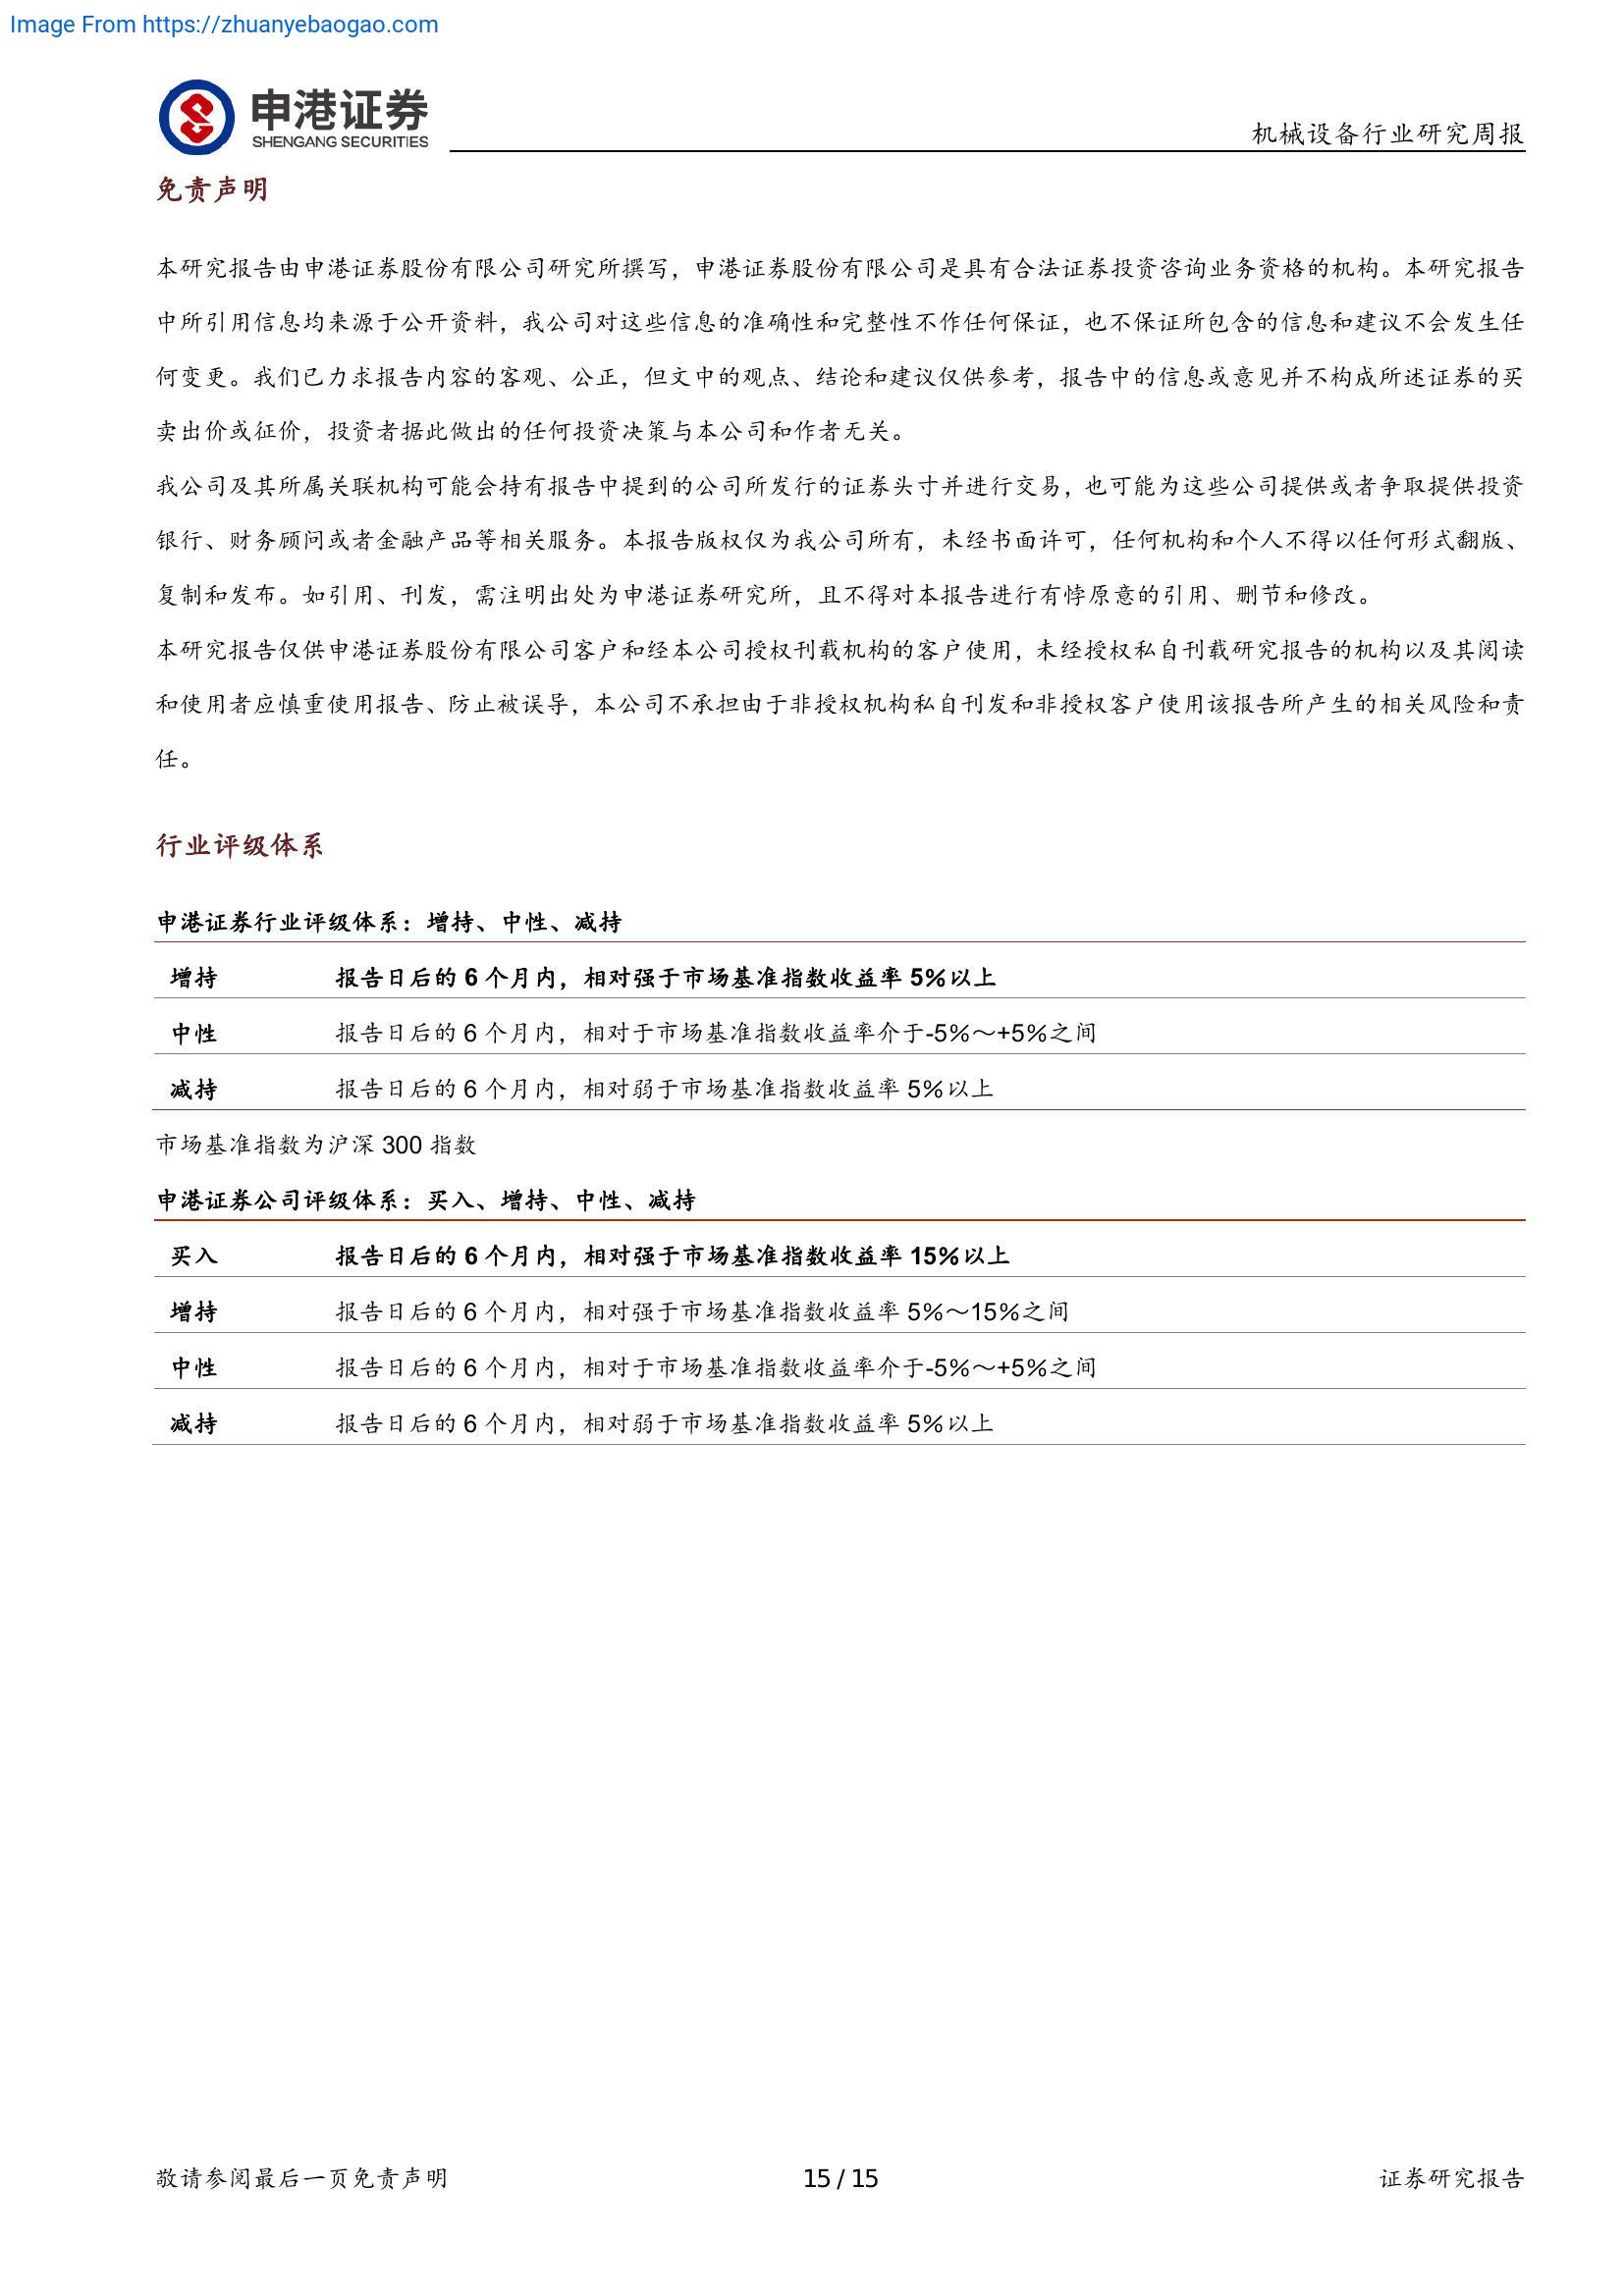 Image From https://zhuanyebaogao.com
申港证券
SHENGANG SECURITIES
机械设备行业研究周报
免责声明
本研究报告由申港证券股份有限公司研究所撰写，申港证券股份有限公司是具有合法证券投资咨询业务资格的机构。本研究报告
中所引用信息均来源于公开资料，我公司对这些信息的准确性和完整性不作任何保证，也不保证所包含的信息和建议不会发生任
何变更。我们已力求报告内容的客观、公正，但文中的观点、结论和建议仅供参考，报告中的信息或意见并不构成所述证券的买
卖出价或征价，投资者据此做出的任何投资决策与本公司和作者无关。
我公司及其所属关联机构可能会持有报告中提到的公司所发行的证券头寸并进行交易，也可能为这些公司提供或者争取提供投资
银行、财务顾问或者金融产品等相关服务。本报告版权仅为我公司所有，未经书面许可，任何机构和个人不得以任何形式翻版、
复制和发布。如引用、刊发，需注明出处为申港证券研究所，且不得对本报告进行有悖原意的引用、删节和修改。
本研究报告仅供申港证券股份有限公司客户和经本公司授权刊载机构的客户使用，未经授权私自刊载研究报告的机构以及其阅读
和使用者应慎重使用报告、防止被误导，本公司不承担由于非授权机构私自刊发和非授权客户使用该报告所产生的相关风险和责
任。
行业评级体系
申港证券行业评级体系：增持、中性、减持
增持 报告日后的 6 个月内，相对强于市场基准指数收益率 5%以上
中性 报告日后的 6 个月内，相对于市场基准指数收益率介于-5%～+5%之间
减持 报告日后的 6 个月内，相对弱于市场基准指数收益率 5%以上
市场基准指数为沪深 300 指数
申港证券公司评级体系：买入、增持、中性、减持
买入 报告日后的 6 个月内，相对强于市场基准指数收益率 15%以上
增持 报告日后的 6 个月内，相对强于市场基准指数收益率 5%～15%之间
中性 报告日后的 6 个月内，相对于市场基准指数收益率介于-5%～+5%之间
减持 报告日后的 6 个月内，相对弱于市场基准指数收益率 5%以上
敬请参阅最后一页免责声明
15 / 15
证券研究报告